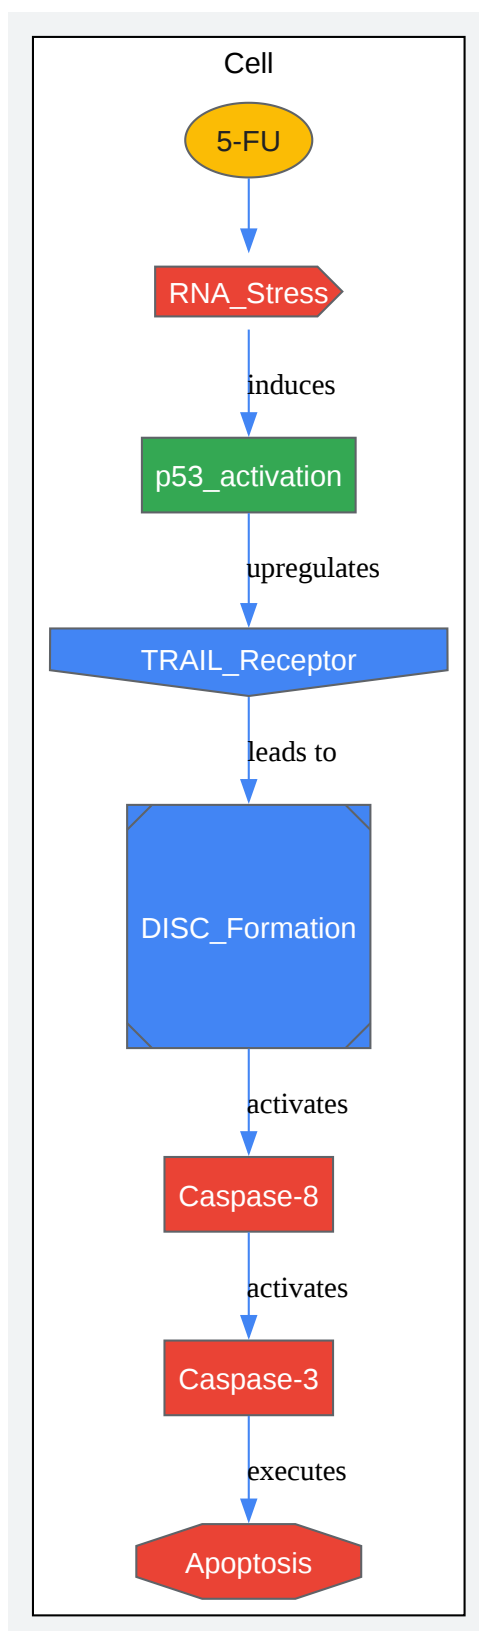 Cell
5-FU
RNA_Stress
induces
p53_activation
upregulates
TRAIL_Receptor
leads to
DISC_Formation
activates
Caspase-8
activates
Caspase-3
executes
Apoptosis